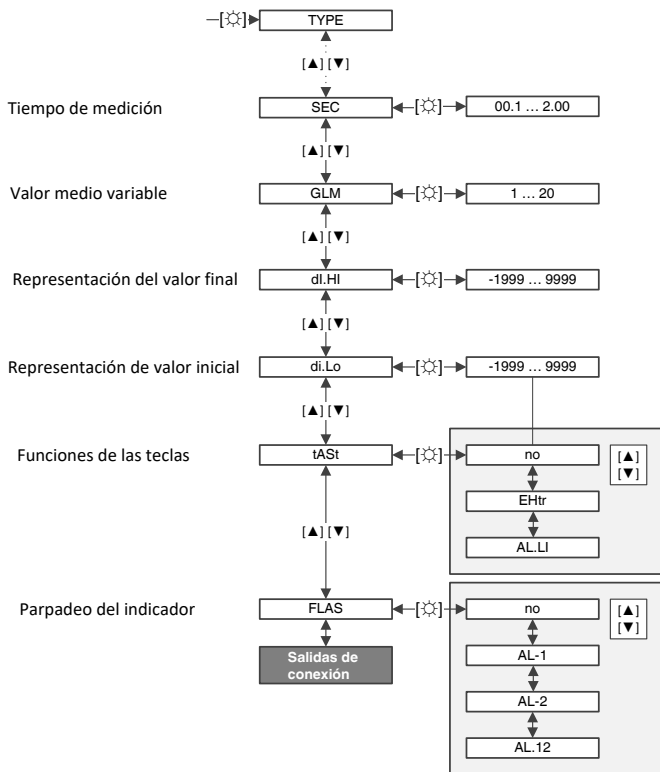 [☼] TYPE
[▲] [▼]
Tiempo de medición SEC [☼] 00.1 ... 2.00
[▲] [▼]
Valor medio variable GLM [☼] 1 ... 20
[▲] [▼]
Representación del valor final dI.HI [☼] -1999 ... 9999
[▲] [▼]
Representación de valor inicial di.Lo [☼] -1999 ... 9999
[▲] [▼]
Funciones de las teclas tASt [☼] no [▲]
[▼]
EHtr
[▲] [▼]
AL.LI
Parpadeo del indicador FLAS [☼] no [▲]
[▼]
Salidas de
conexión
AL-1
AL-2
AL.12